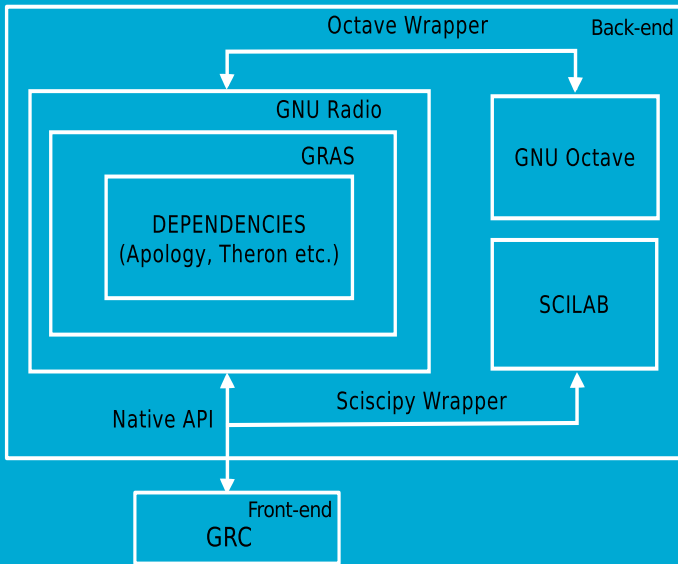 Octave Wrapper
Back-end
GNU Radio
GRAS
DEPENDENCIES
(Apology, Theron etc.)
GNU Octave
SCILAB
Sciscipy Wrapper
Native API
Front-end
GRC